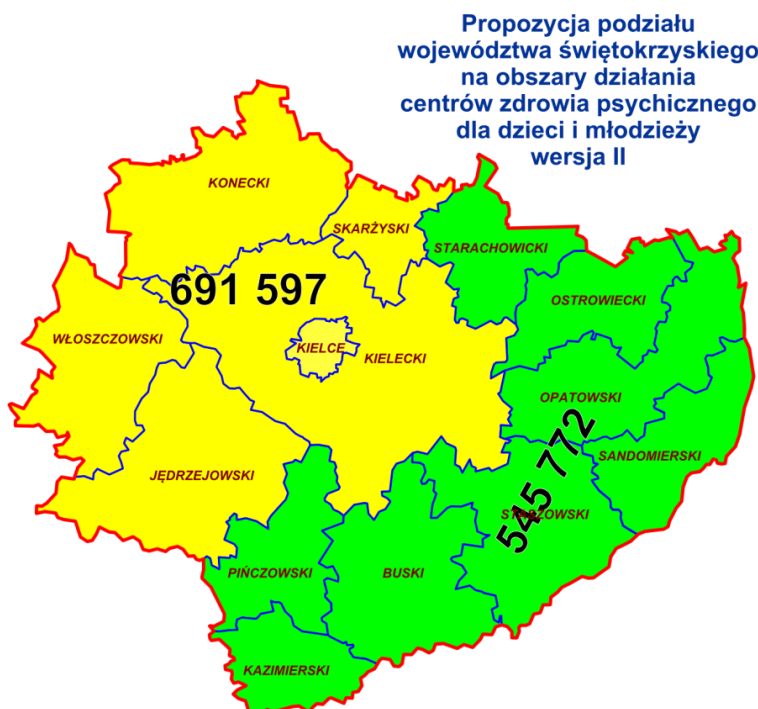 Propozycja podziału
województwa świętokrzyskiego
na obszary działania
centrów zdrowia psychicznego
dla dzieci i młodzieży
wersja II
KONECKI
SKARŻYSKI
STARACHOWICKI
691 597
OSTROWIECKI
WŁOSZCZOWSKI
KIELCE
KIELECKI
OPATOWSKI
SANDOMIERSKI
JĘDRZEJOWSKI
545 772
STASZOWSKI
PIŃCZOWSKI
BUSKI
KAZIMIERSKI